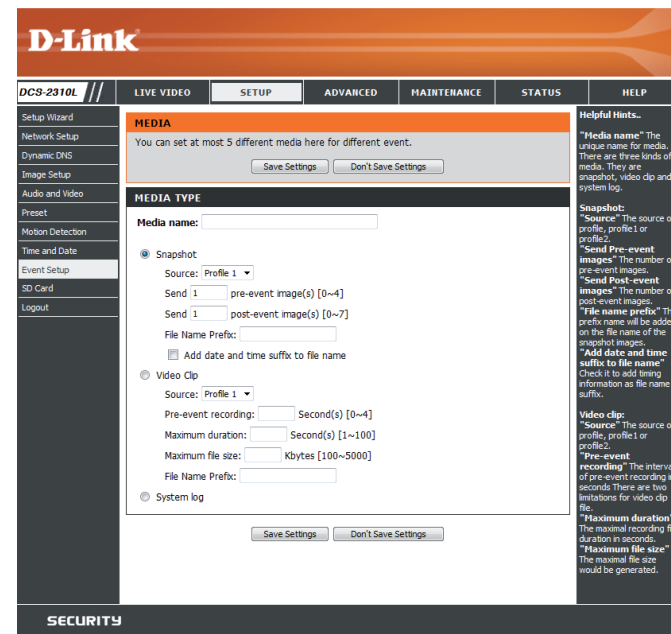 D-Link
DCS-2310L
LIVE VIDEO
SETUP
ADVANCED
MAINTENANCE
STATUS
HELP
Setup Wizard
Network Setup
Dynamic DNS
Image Setup
Audio and Video
Preset
Motion Detection
Time and Date
Event Setup
SD Card
Logout
MEDIA
You can set at most 5 different media here for different event.
Save Settings
Don't Save Settings
MEDIA TYPE
Media name:
Snapshot
Source: Profile 1
Send 1 pre-event image(s) [0~4]
Send 1 post-event image(s) [0~7]
File Name Prefix:
Add date and time suffix to file name
Video Clip
Source: Profile 1
Pre-event recording: Second(s) [0~4]
Maximum duration: Second(s) [1~100]
Maximum file size: Kbytes [100~5000]
File Name Prefix:
System log
Save Settings
Don't Save Settings
Helpful Hints..
"Media name" The
unique name for media.
There are three kinds of
media. They are
snapshot, video clip and
system log.
Snapshot:
"Source" The source o
profile, profile1 or
profile2.
"Send Pre-event
images" The number o
pre-event images.
"Send Post-event
images" The number o
post-event images.
"File name prefix" Th
prefix name will be adde
on the file name of the
snapshot images.
"Add date and time
suffix to file name"
Check it to add timing
information as file name
suffix.
Video clip:
"Source" The source o
profile, profile1 or
profile2.
"Pre-event
recording" The interva
of pre-event recording i
seconds There are two
limitations for video clip
file.
"Maximum duration"
The maximal recording fi
duration in seconds.
"Maximum file size"
The maximal file size
would be generated.
SECURITY